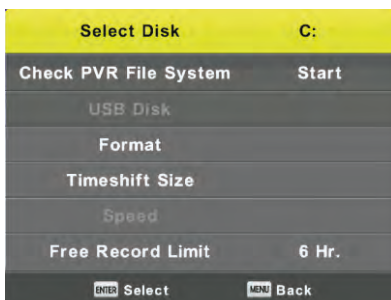 Select Disk C:
Check PVR File System Start
USB Disk
Format
Timeshift Size
Speed
Free Record Limit 6 Hr.
ENTER Select MENU Back